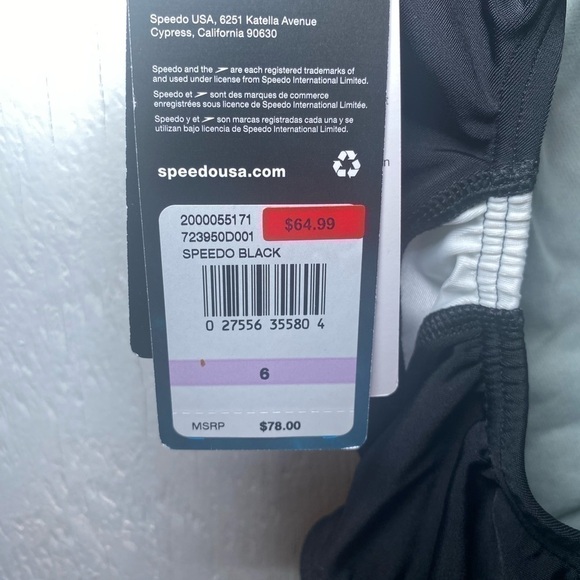 Speedo USA, 6251 Katella Avenue
Cypress, California 90630
Speedo and the are each registered trademarks of
and used under license from Speedo International Limited.
Speedo et sont des marques de commerce
enregistrées sous licence de Speedo International Limitée.
Speedo y et son marcas registradas cada una y se
utilizan bajo licencia de Speedo International Limited.
speedousa.com
n
2000055171
$64.99
723950D001
SPEEDO BLACK
0 27556 35580 4
6
MSRP $78.00